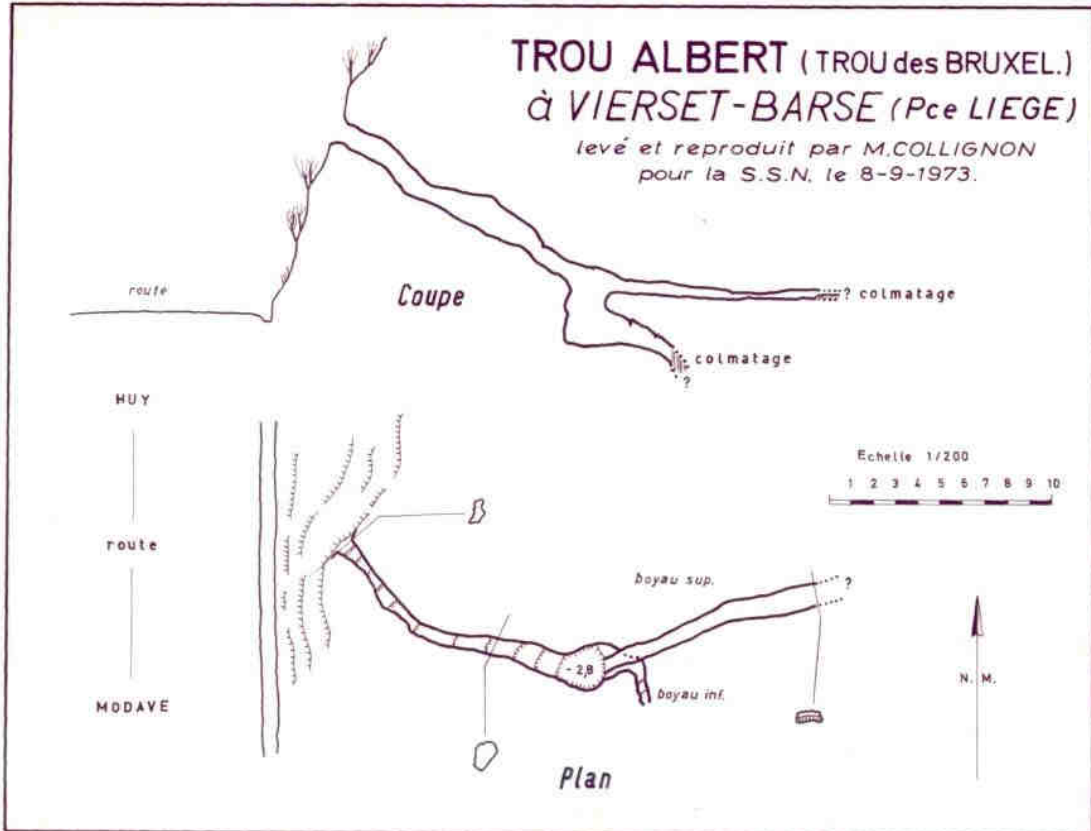 TROU ALBERT (TROU des BRUXEL.)
à VIERSET-BARSE (Pce LIEGE)
levé et reproduit par M.COLLIGNON
pour la S.S.N. le 8-9-1973.
route
Coupe
? colmatage
colmatage
?
HUY
route
MODAVE
Echelle 1/200
1 2 3 4 5 6 7 8 9 10
boyau sup.
?
-2,8
boyau inf.
N.M.
Plan